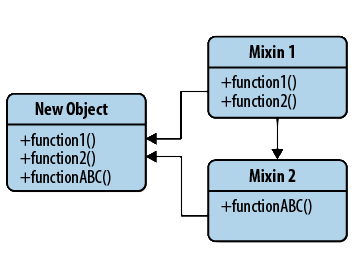 Mixin 1
+function1()
+function2()
New Object
+function1()
+function2()
+functionABC()
Mixin 2
+functionABC()